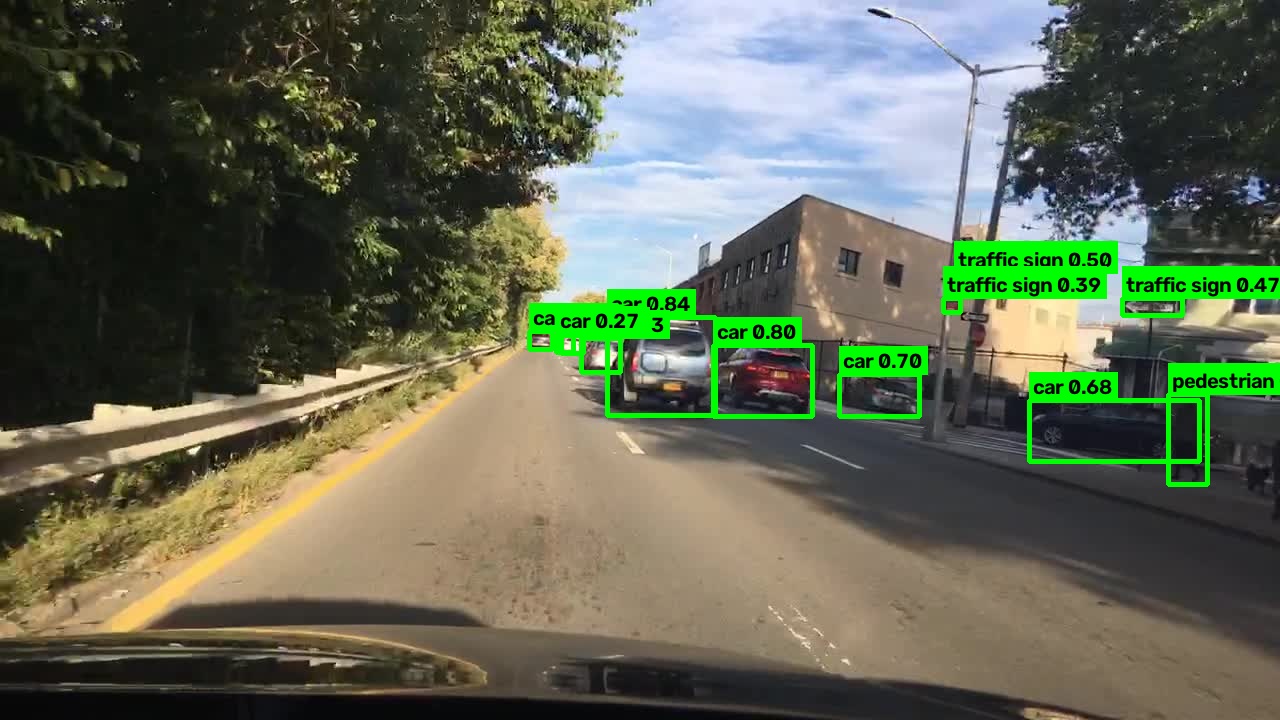 traffic sign 0.50
traffic sign 0.39
traffic sign 0.47
car 0.84
ca
car 0.27
3
car 0.80
car 0.70
car 0.68
pedestrian